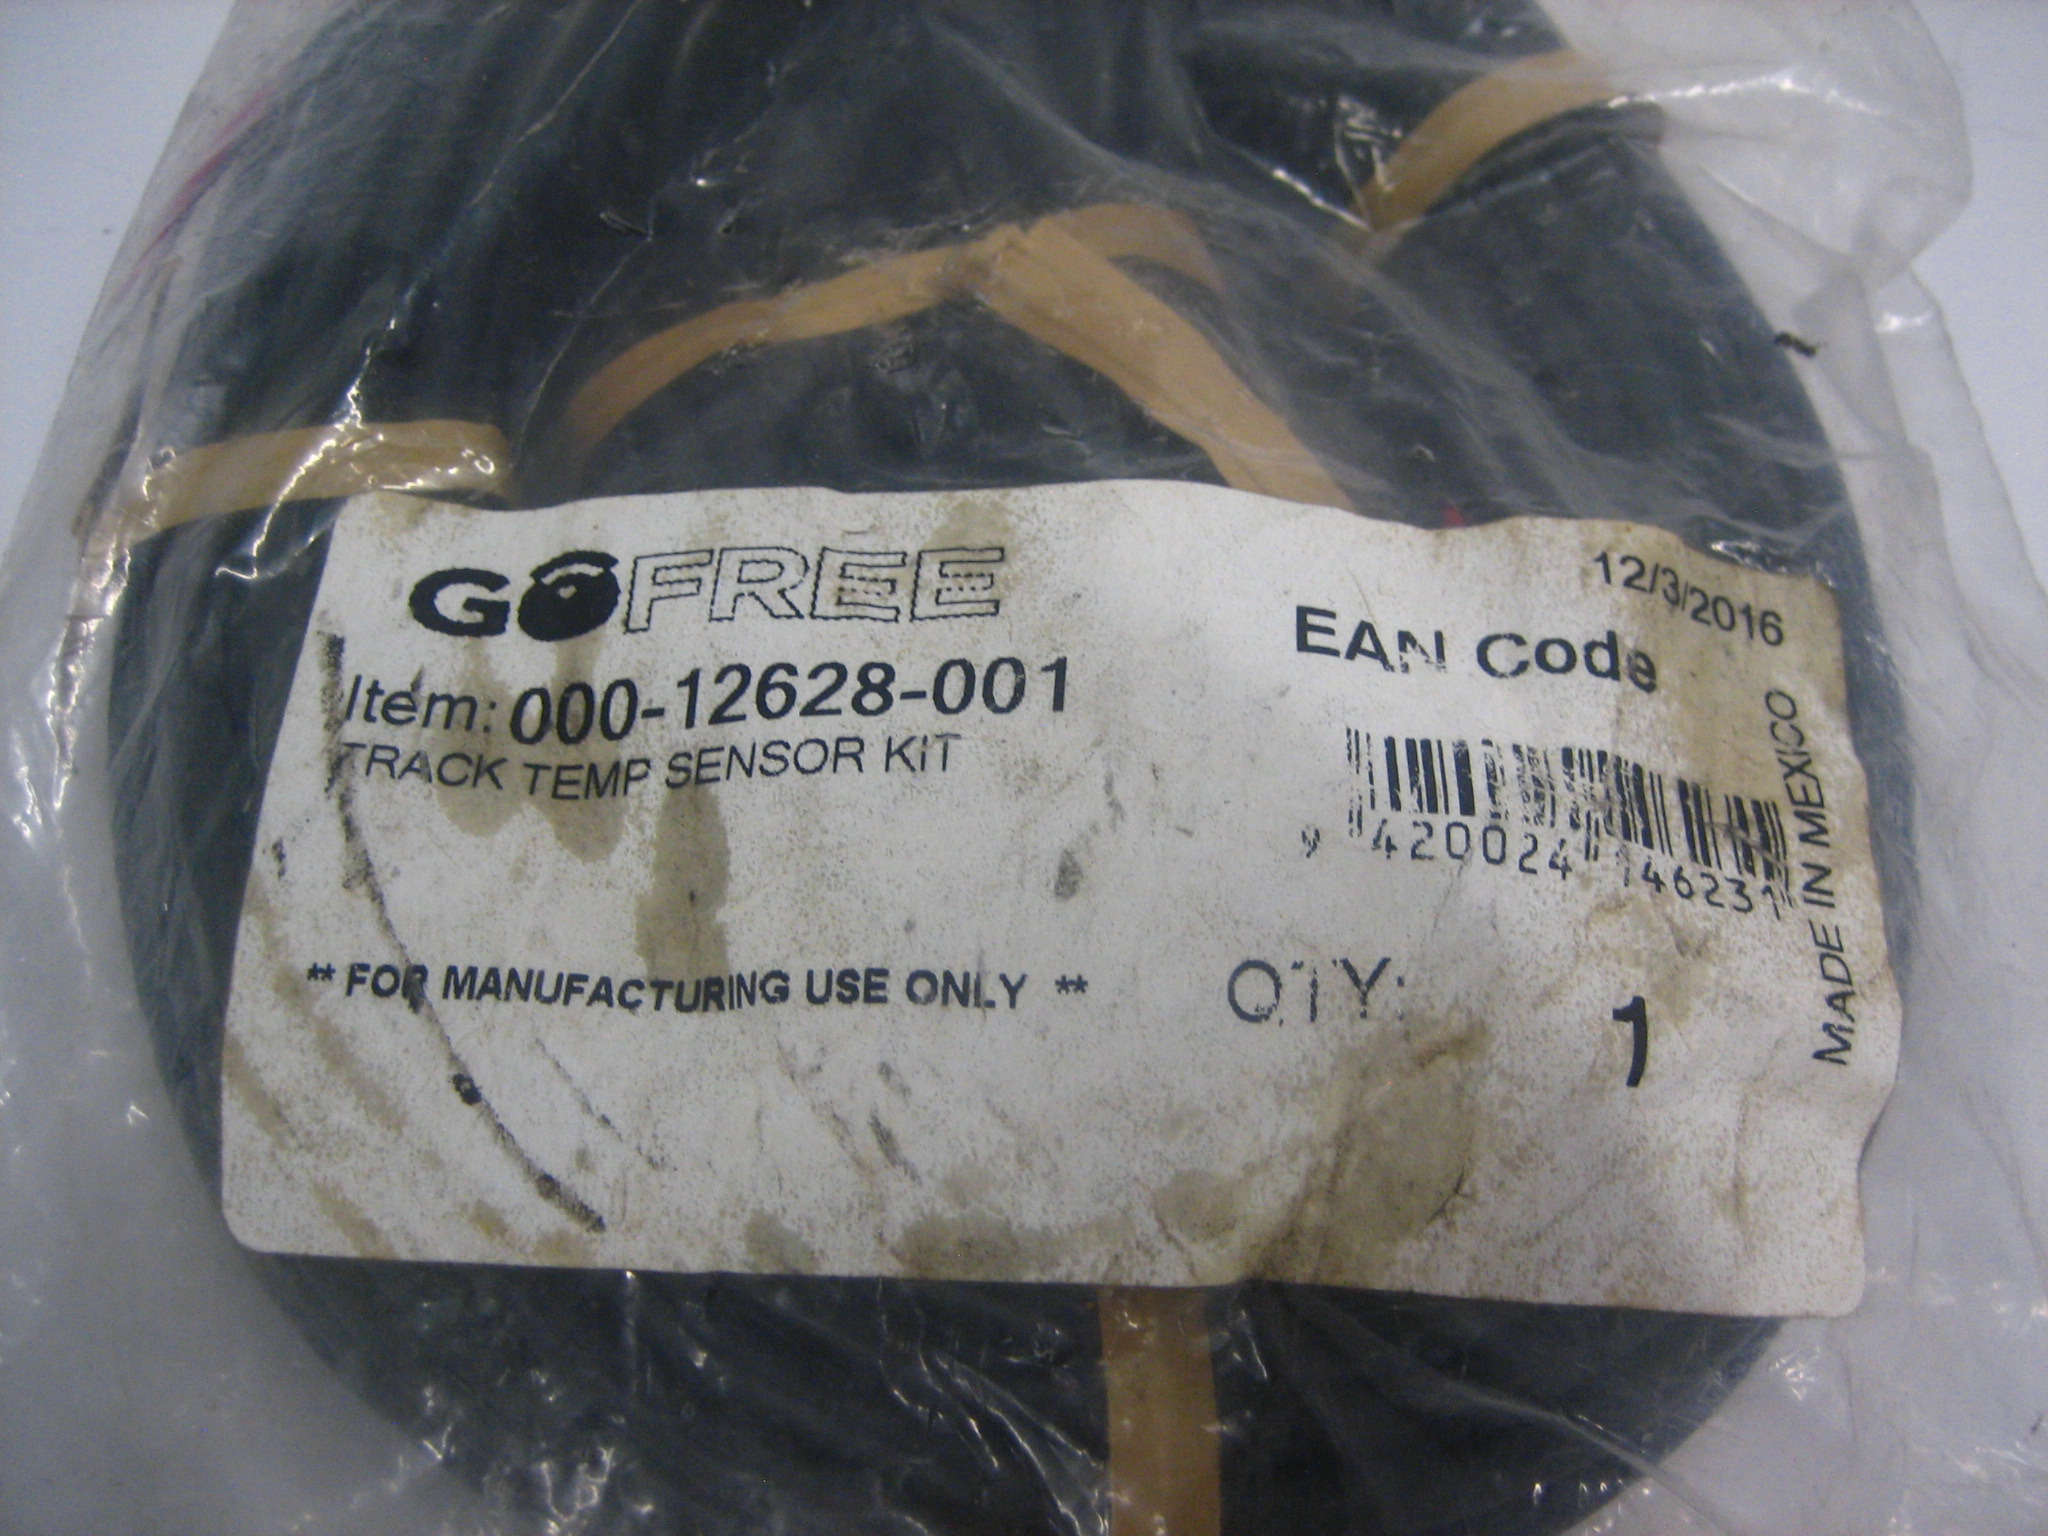 GOFREE
12/3/2016
Item: 000-12628-001
EAN Code
TRACK TEMP SENSOR KIT
9 420024 14623
MADE IN MEXICO
** FOR MANUFACTURING USE ONLY **
QTY: 1